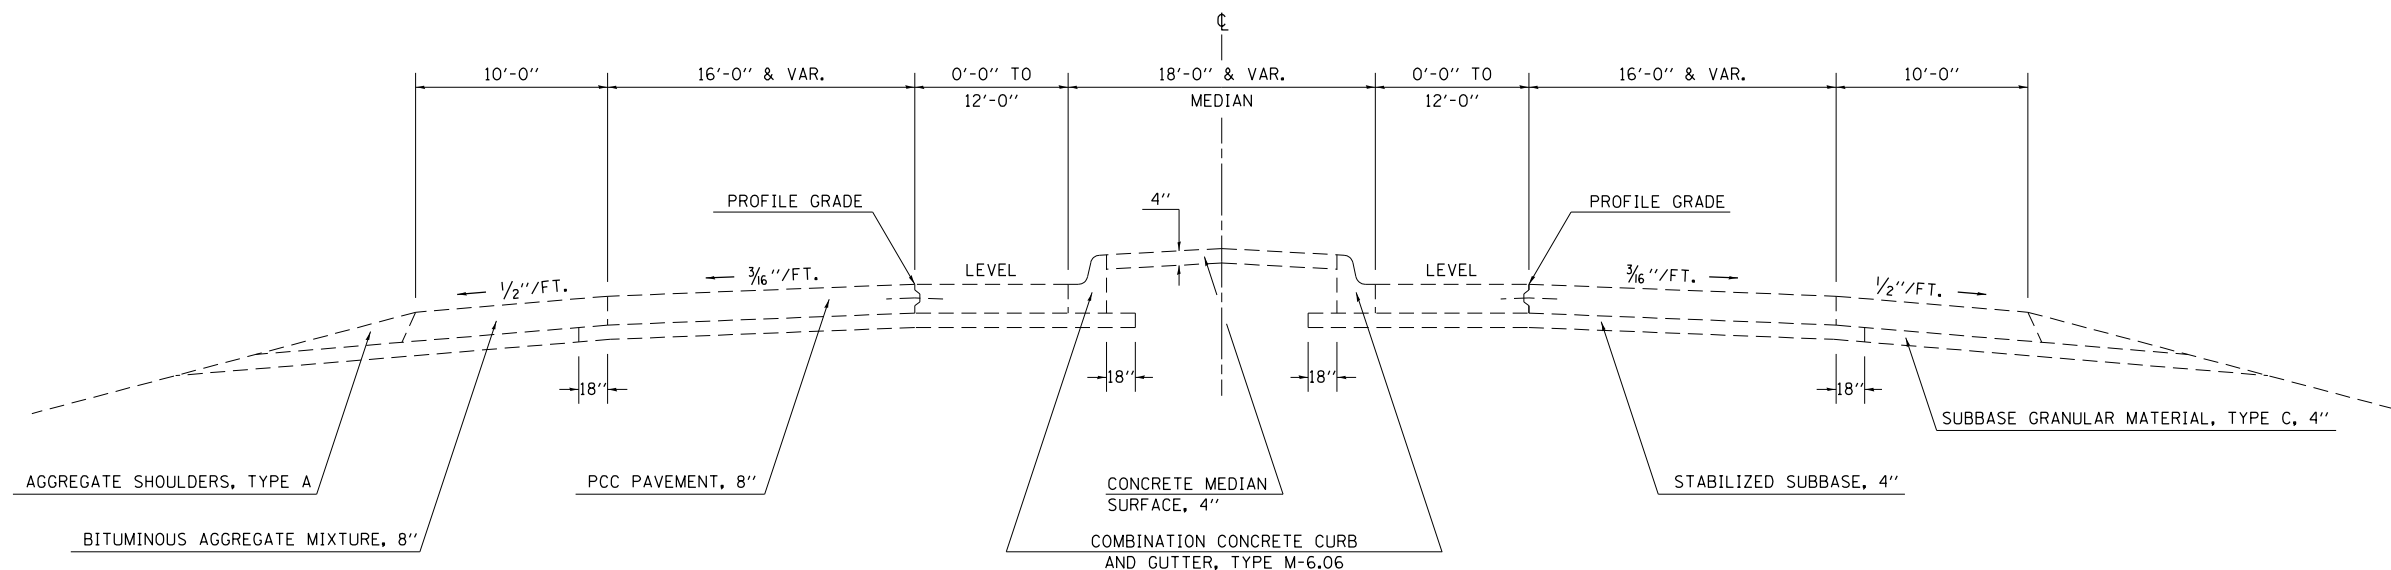 ℄
10'-0" 16'-0" & VAR. 0'-0" TO 18'-0" & VAR. 0'-0" TO 16'-0" & VAR. 10'-0"
12'-0" MEDIAN 12'-0"
PROFILE GRADE 4" PROFILE GRADE
LEVEL LEVEL
1/2"/FT. 3/16"/FT. 3/16"/FT. 1/2"/FT.
18" 18" 18" 18"
SUBBASE GRANULAR MATERIAL, TYPE C, 4"
AGGREGATE SHOULDERS, TYPE A
PCC PAVEMENT, 8"
CONCRETE MEDIAN
SURFACE, 4"
STABILIZED SUBBASE, 4"
BITUMINOUS AGGREGATE MIXTURE, 8"
COMBINATION CONCRETE CURB
AND GUTTER, TYPE M-6.06